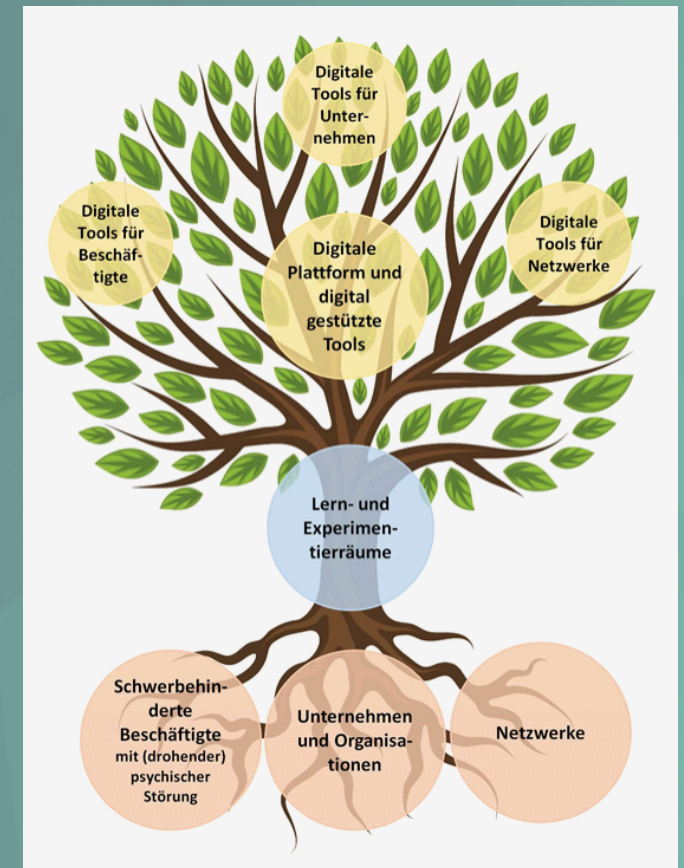 Digitale
Tools für
Unter-
nehmen
Digitale
Tools für
Beschäf-
tigte
Digitale
Plattform und
digital
gestützte
Tools
Digitale
Tools für
Netzwerke
Lern- und
Experimen-
tierräume
Schwerbehin-
derte
Beschäftigte
mit (drohender)
psychischer
Störung
Unternehmen
und Organisa-
tionen
Netzwerke